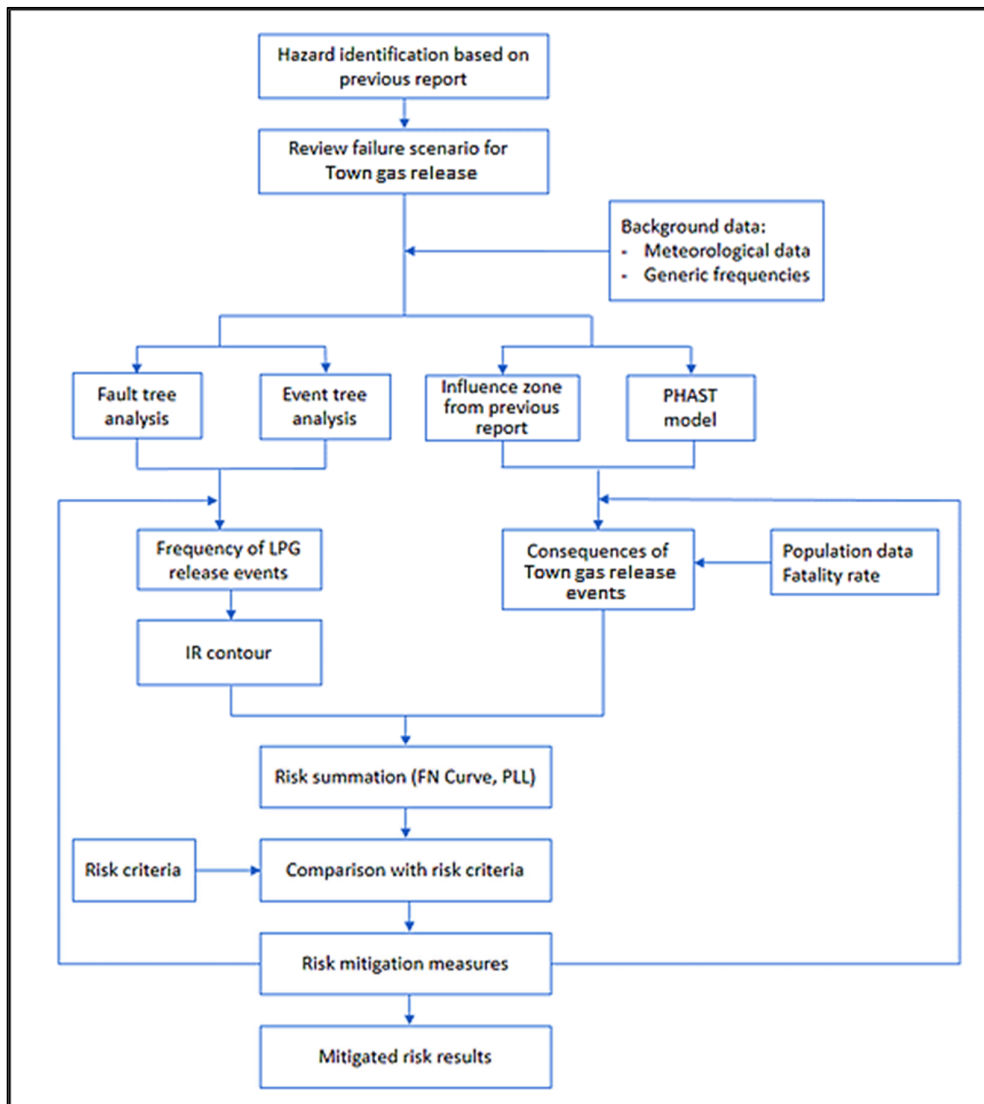 Hazard identification based on
previous report
Review failure scenario for
Town gas release
Background data:
- Meteorological data
- Generic frequencies
Fault tree
analysis
Event tree
analysis
Influence zone
from previous
report
PHAST
model
Frequency of LPG
release events
Consequences of
Town gas release
events
Population data
Fatality rate
IR contour
Risk summation (FN Curve, PLL)
Risk criteria
Comparison with risk criteria
Risk mitigation measures
Mitigated risk results